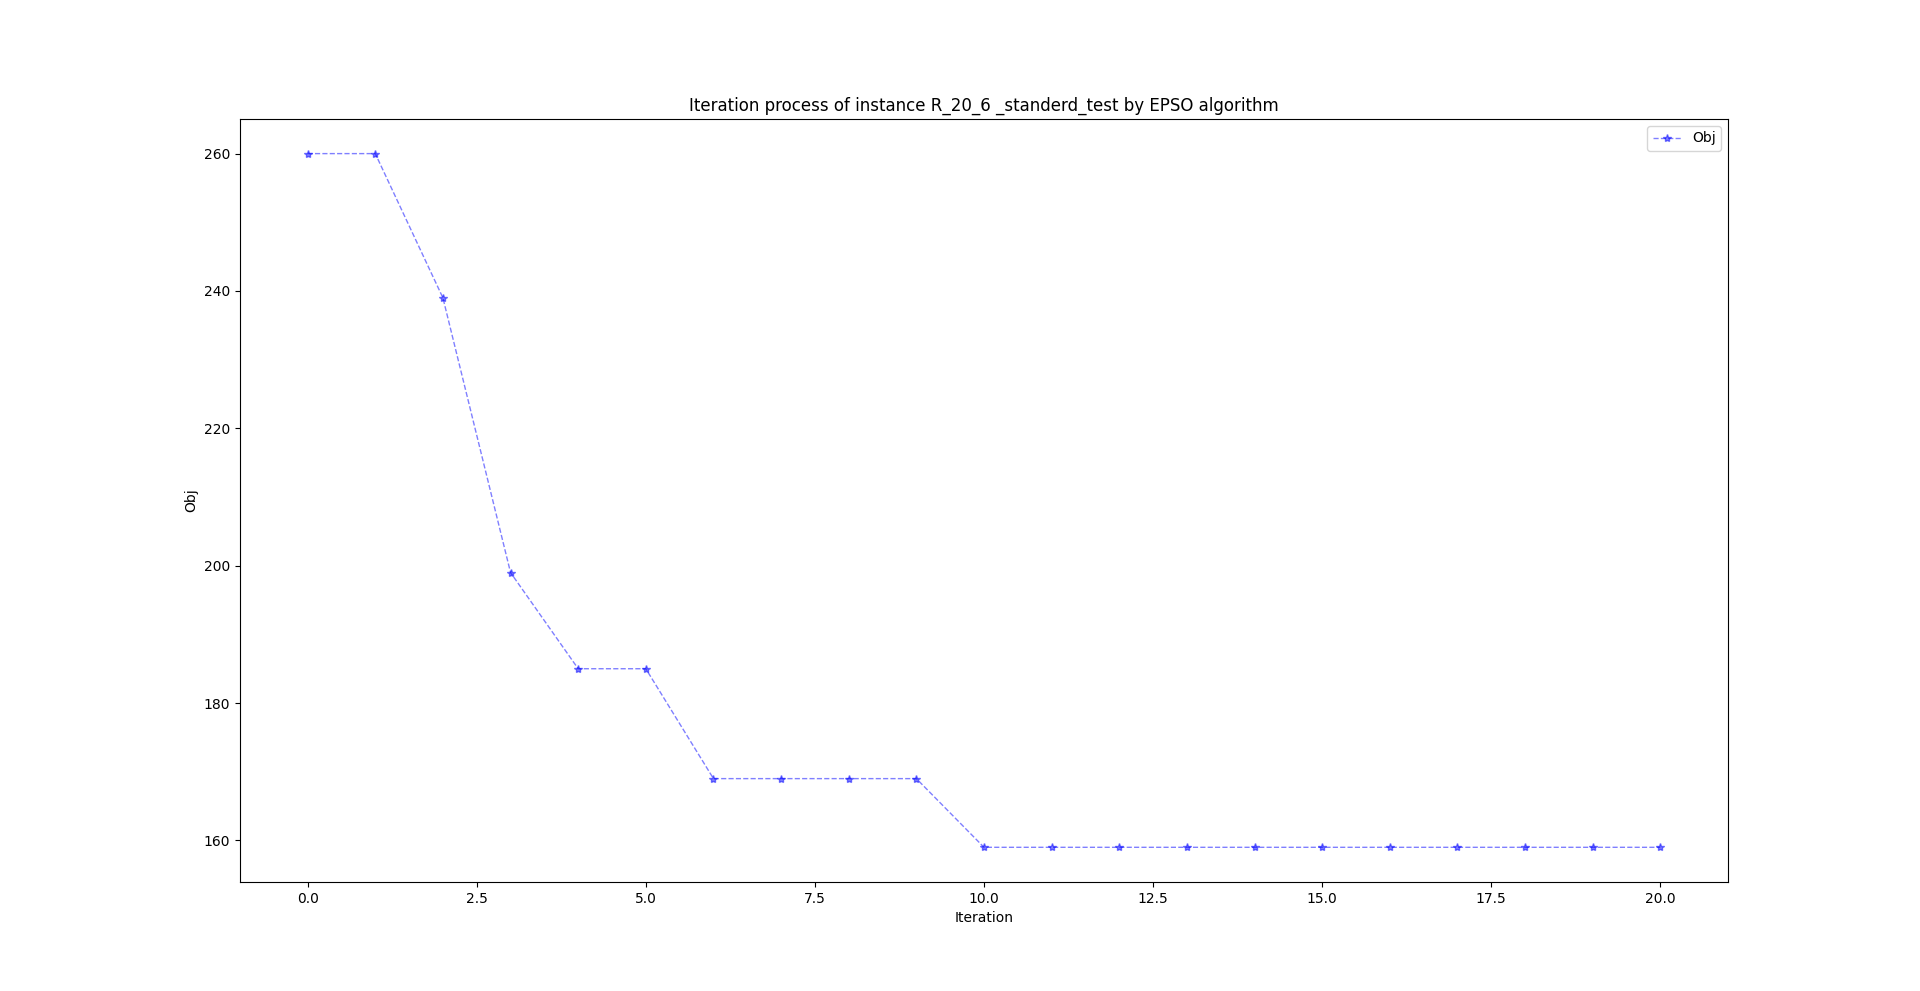 Iteration process of instance R_20_6 _standerd_test by EPSO algorithm
Obj
260
240
220
200
180
160
Obj
0.0 2.5 5.0 7.5 10.0 12.5 15.0 17.5 20.0
Iteration